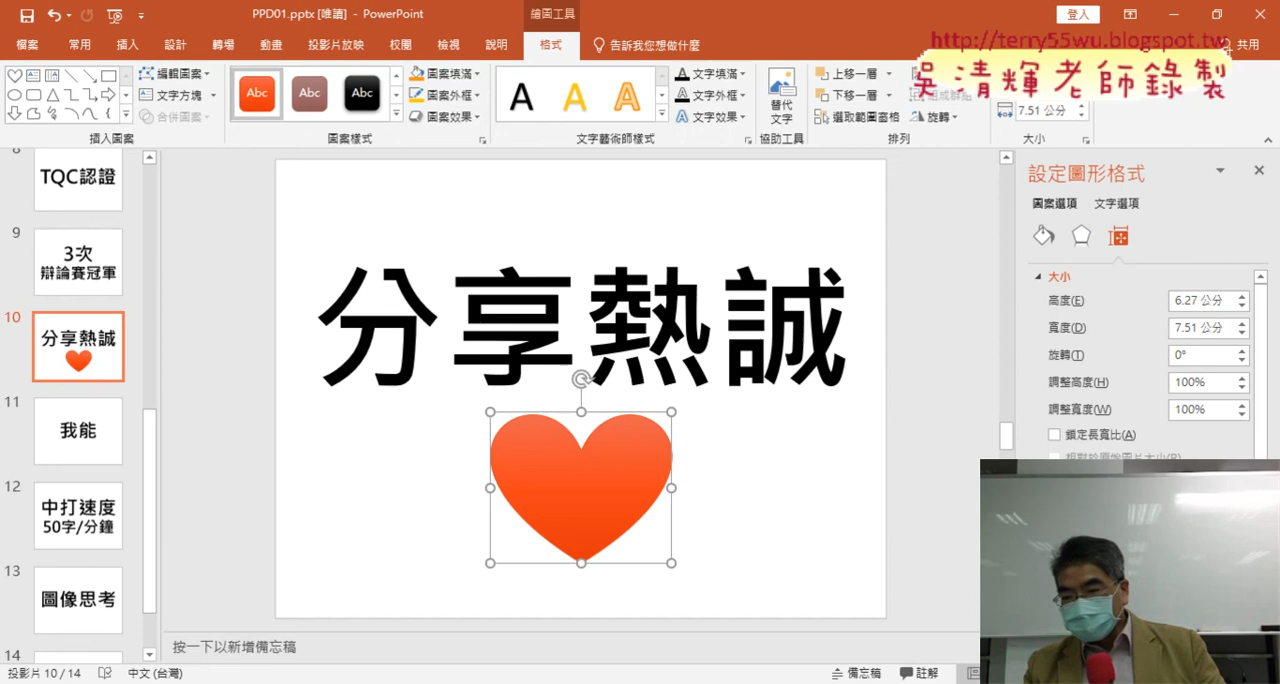 PPD01.pptx [唯讀] - PowerPoint
繪圖工具
登入
檔案 常用 插入 設計 轉場 動畫 投影片放映 校閱 檢視 說明 格式 告訴我您想做什麼
共用
http://terry55wu.blogspot.tw
吳清輝老師錄製
編輯圖案
文字方塊
合併圖案
插入圖案
Abc Abc Abc
圖案填滿
圖案外框
圖案效果
圖案樣式
A A A
文字填滿
文字外框
文字效果
文字藝術師樣式
替代
文字
協助工具
上移一層
下移一層
選取範圍窗格
組成群組
旋轉
排列
7.51 公分
大小
8
TQC認證
9
3次
辯論賽冠軍
10
分享熱誠
11
我能
12
中打速度
50字/分鐘
13
圖像思考
14
分享熱誠
設定圖形格式
圖案選項 文字選項
大小
高度(E) 6.27 公分
寬度(D) 7.51 公分
旋轉(T) 0°
調整高度(H) 100%
調整寬度(W) 100%
鎖定長寬比(A)
按一下以新增備忘稿
投影片 10 / 14 中文 (台灣) 備忘稿 註解